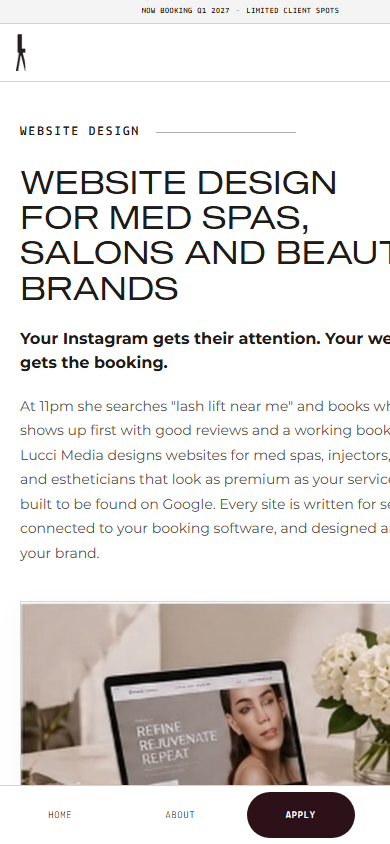 NOW BOOKING Q1 2027 · LIMITED CLIENT SPOTS
WEBSITE DESIGN
WEBSITE DESIGN
FOR MED SPAS,
SALONS AND BEAUT
BRANDS
Your Instagram gets their attention. Your we
gets the booking.
At 11pm she searches "lash lift near me" and books wh
shows up first with good reviews and a working book
Lucci Media designs websites for med spas, injectors,
and estheticians that look as premium as your service
built to be found on Google. Every site is written for se
connected to your booking software, and designed a
your brand.
REFINE
REJUVENATE
REPEAT
HOME
ABOUT
APPLY